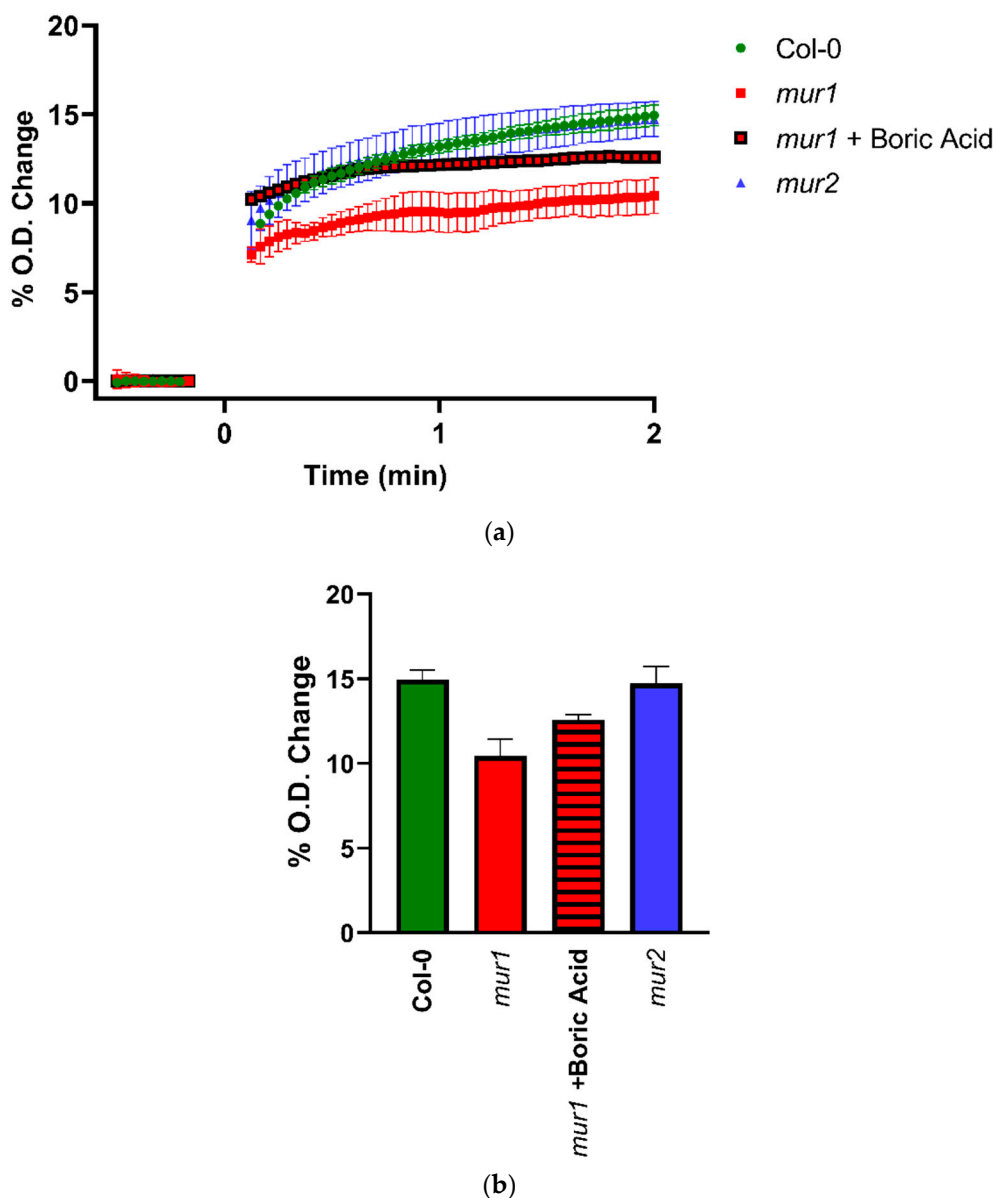 20
15
10
5
0
% O.D. Change
0 1 2
Time (min)
Col-0
mur1
mur1 + Boric Acid
mur2
(a)
20
15
10
5
0
% O.D. Change
Col-0
mur1
mur1 +Boric Acid
mur2
(b)